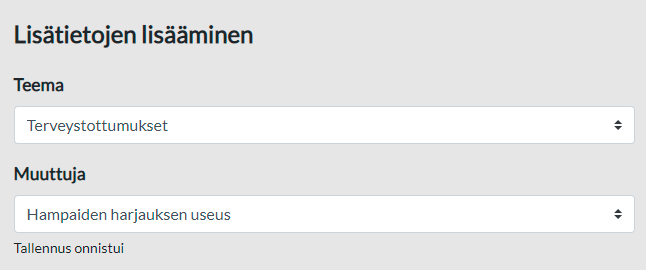 Lisätietojen lisääminen
Teema
Terveystottumukset
Muuttuja
Hampaiden harjauksen useus
Tallennus onnistui